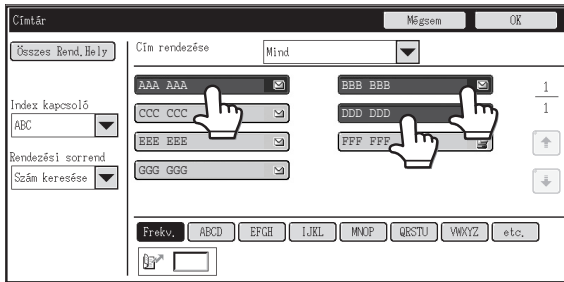 Címtár Mégsem OK
Összes Rend.Hely Cím rendezése Mind
AAA AAA BBB BBB 1
Index kapcsoló CCC CCC DDD DDD 1
ABC
EEE EEE FFF FFF
Rendezési sorrend
Szám keresése GGG GGG
Frekv. ABCD EFGH IJKL MNOP QRSTU VWXYZ etc.